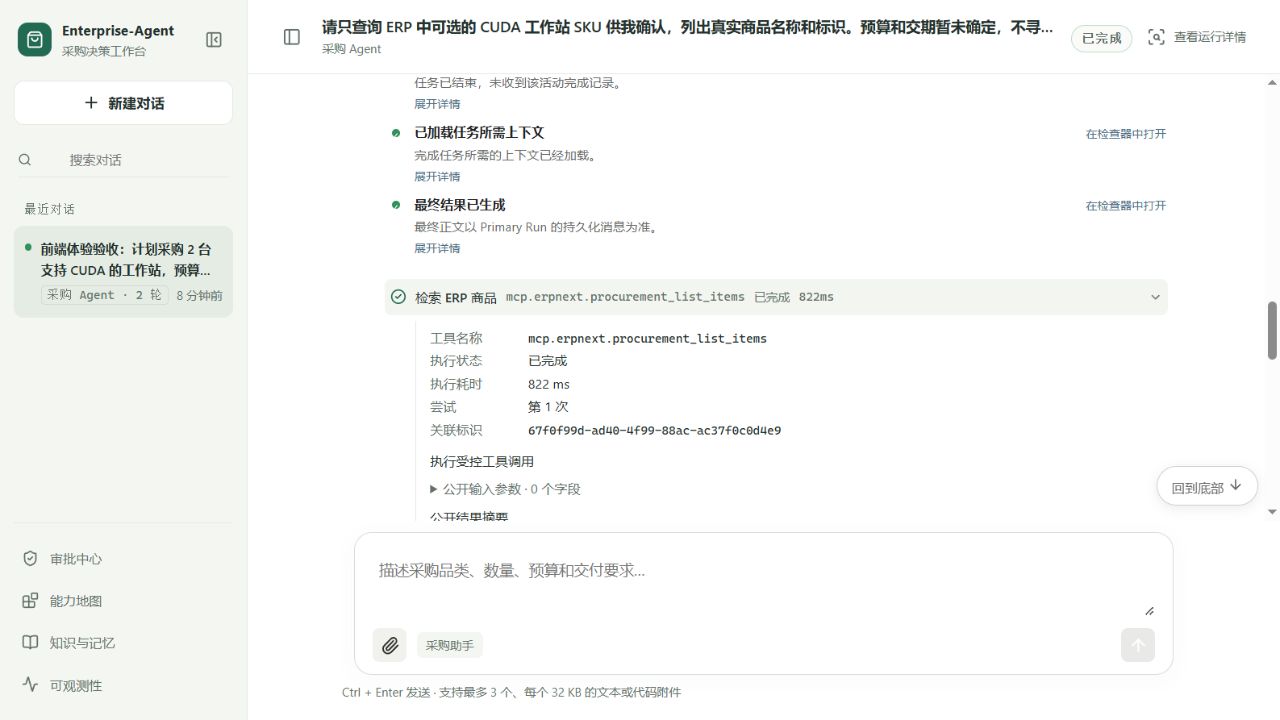 Enterprise-Agent
采购决策工作台
新建对话
搜索对话
最近对话
前端体验验收：计划采购 2 台
支持 CUDA 的工作站，预算...
采购 Agent · 2 轮 8 分钟前
审批中心
能力地图
知识与记忆
可观测性
请只查询 ERP 中可选的 CUDA 工作站 SKU 供我确认，列出真实商品名称和标识。预算和交期暂未确定，不寻...
采购 Agent
已完成
查看运行详情
任务已结束，未收到该活动完成记录。
展开详情
已加载任务所需上下文
在检查器中打开
完成任务所需的上下文已经加载。
展开详情
最终结果已生成
在检查器中打开
最终正文以 Primary Run 的持久化消息为准。
展开详情
检索 ERP 商品 mcp.erpnext.procurement_list_items 已完成 822ms
工具名称 mcp.erpnext.procurement_list_items
执行状态 已完成
执行耗时 822 ms
尝试 第 1 次
关联标识 67f0f99d-ad40-4f99-88ac-ac37f0c0d4e9
执行受控工具调用
公开输入参数 · 0 个字段
公开结果摘要
回到底部
描述采购品类、数量、预算和交付要求...
采购助手
Ctrl + Enter 发送 · 支持最多 3 个、每个 32 KB 的文本或代码附件